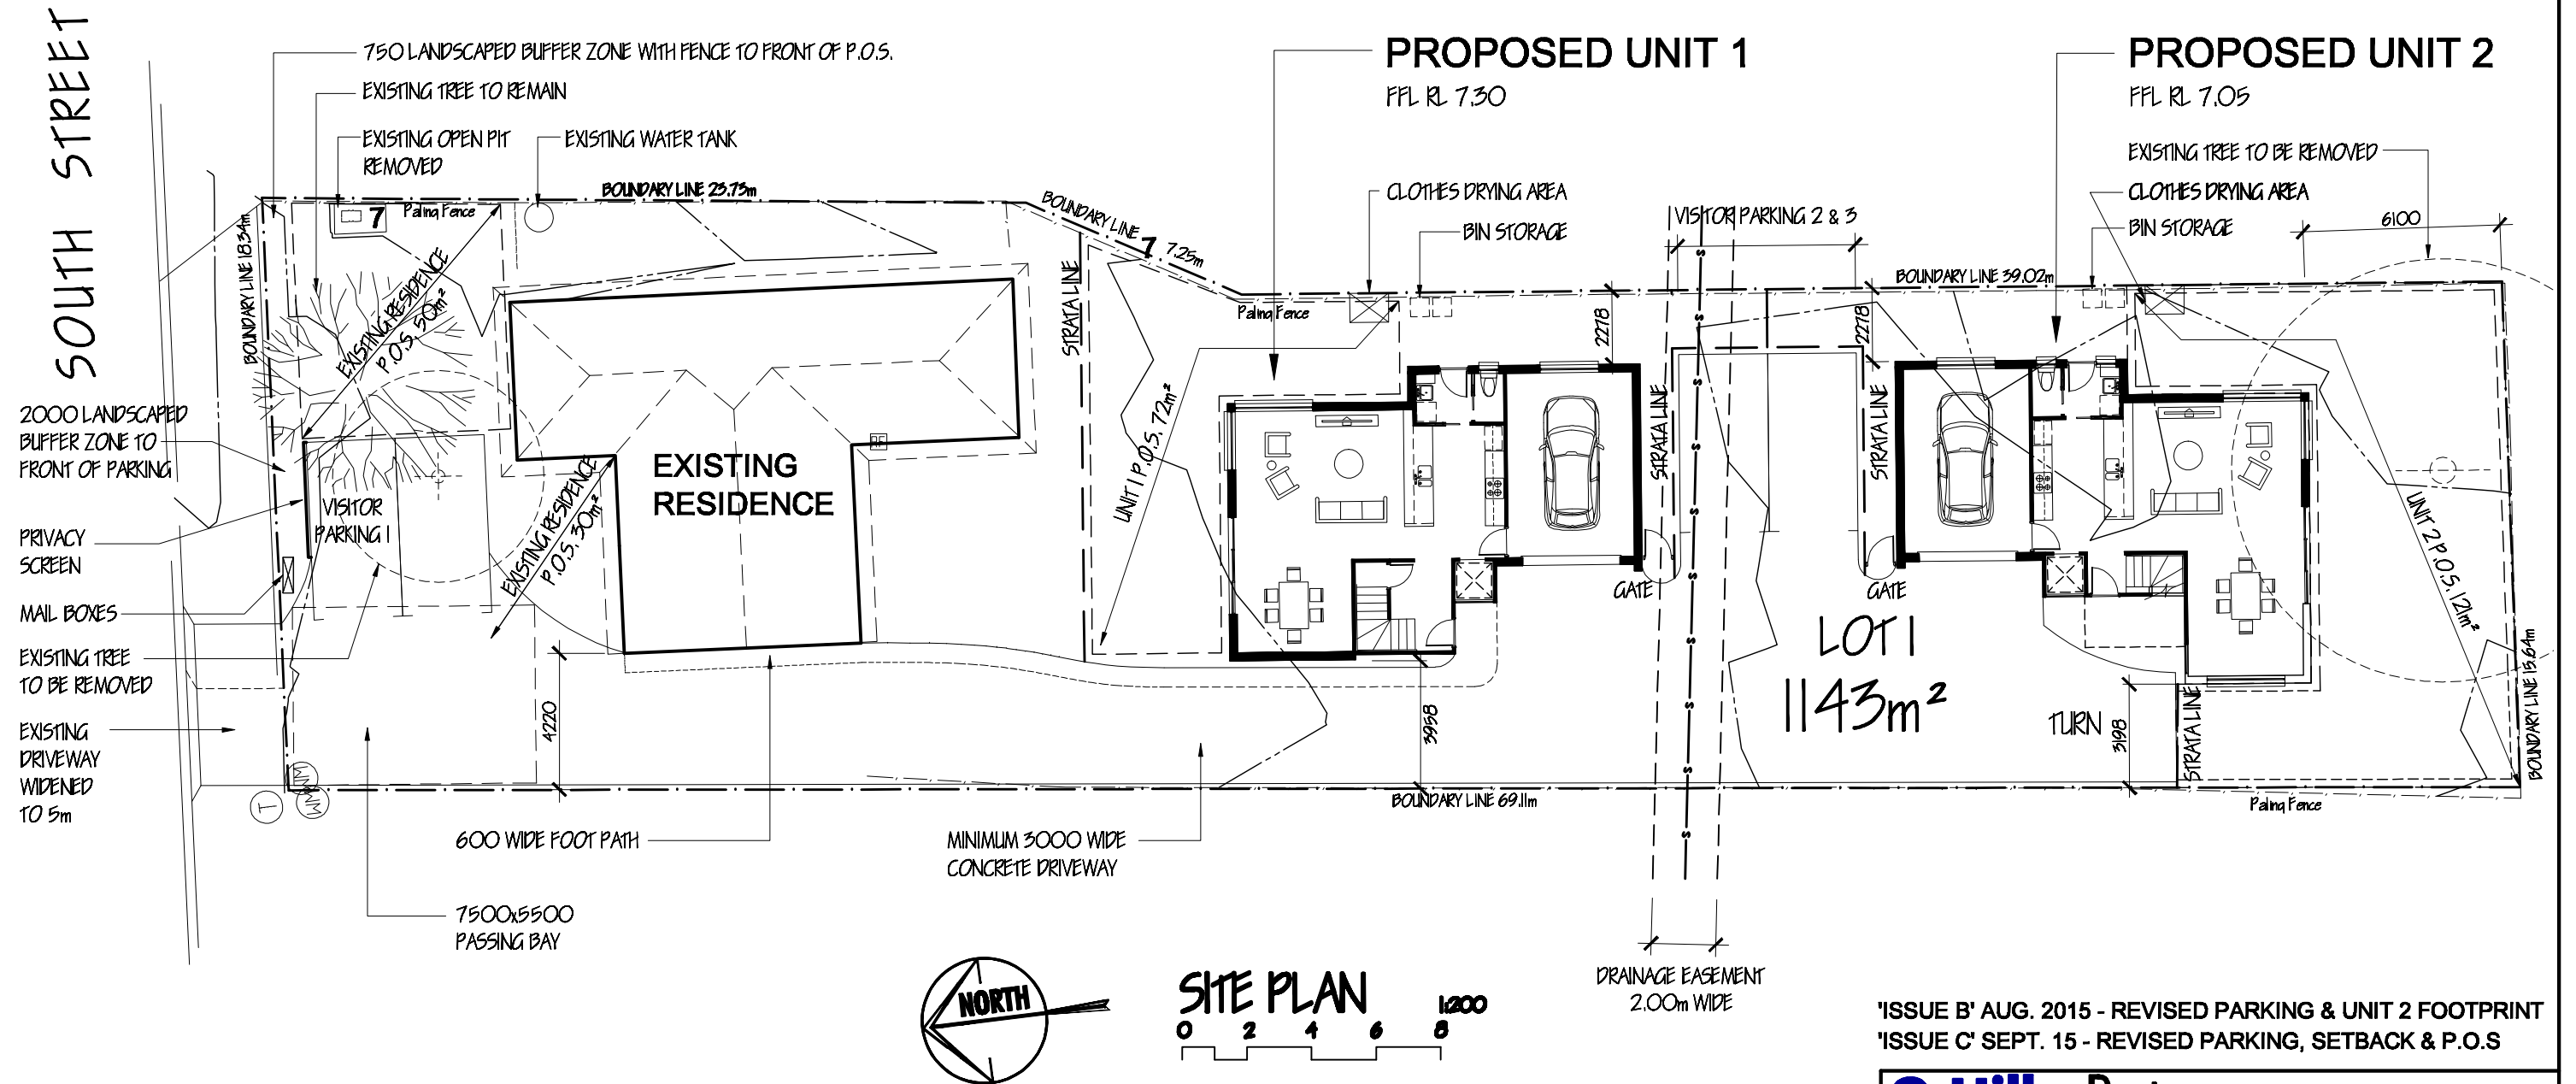 SOUTH STREET
750 LANDSCAPED BUFFER ZONE WITH FENCE TO FRONT OF P.O.S.
EXISTING TREE TO REMAIN
EXISTING OPEN PIT
REMOVED
EXISTING WATER TANK
PROPOSED UNIT 1
FFL RL 7.30
PROPOSED UNIT 2
FFL RL 7.05
EXISTING TREE TO BE REMOVED
CLOTHES DRYING AREA
BIN STORAGE
6100
CLOTHES DRYING AREA
BIN STORAGE
VISITOR PARKING 2 & 3
BOUNDARY LINE 23.73m
BOUNDARY LINE
7
7.25m
BOUNDARY LINE 39.02m
7
Paling Fence
Paling Fence
BOUNDARY LINE 18.34m
EXISTING RESIDENCE
P.O.S. 50m²
STRATA LINE
2278
2278
2000 LANDSCAPED
BUFFER ZONE TO
FRONT OF PARKING
PRIVACY
SCREEN
MAIL BOXES
EXISTING TREE
TO BE REMOVED
EXISTING
DRIVEWAY
WIDENED
TO 5m
VISITOR
PARKING 1
EXISTING RESIDENCE
P.O.S. 30m²
EXISTING
RESIDENCE
UNIT 1 P.O.S. 72m²
STRATA LINE
STRATA LINE
GATE
GATE
LOT 1
1143m²
TURN
UNIT 2 P.O.S. 121m²
BOUNDARY LINE 15.64m
STRATA LINE
3198
4220
3958
S
S
S
S
S
S
S
S
S
T
WM
WM
BOUNDARY LINE 69.11m
Paling Fence
600 WIDE FOOT PATH
MINIMUM 3000 WIDE
CONCRETE DRIVEWAY
7500x5500
PASSING BAY
DRAINAGE EASEMENT
2.00m WIDE
NORTH
SITE PLAN 1:200
0 2 4 6 8
'ISSUE B' AUG. 2015 - REVISED PARKING & UNIT 2 FOOTPRINT
'ISSUE C' SEPT. 15 - REVISED PARKING, SETBACK & P.O.S